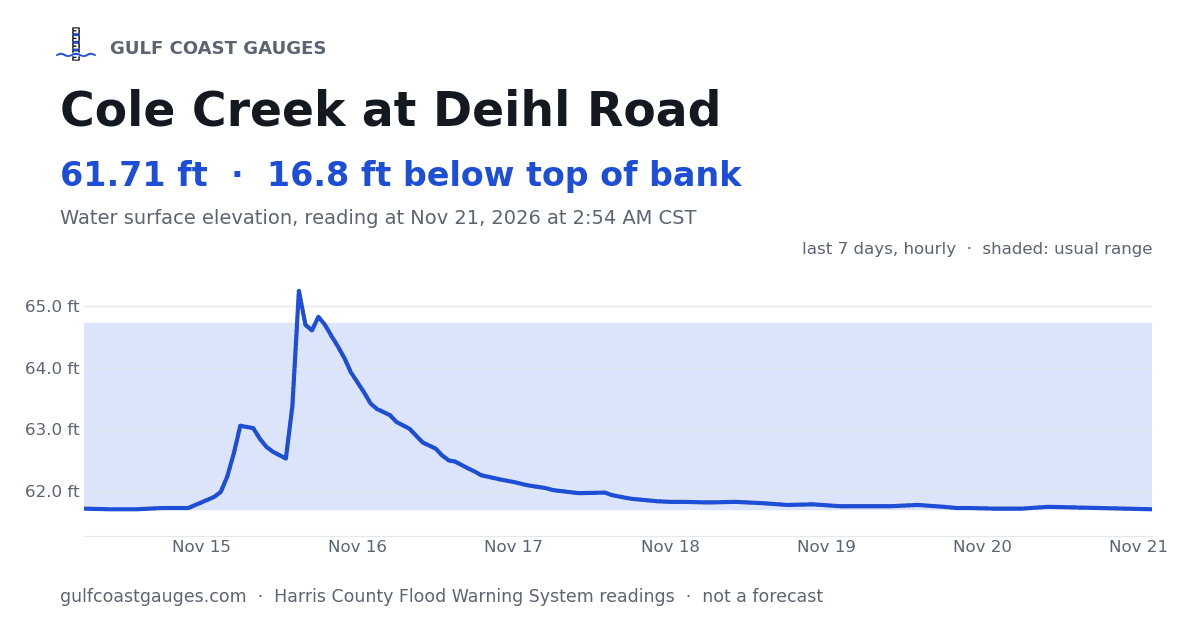 GULF COAST GAUGES
Cole Creek at Deihl Road
61.71 ft · 16.8 ft below top of bank
Water surface elevation, reading at Nov 21, 2026 at 2:54 AM CST
last 7 days, hourly · shaded: usual range
65.0 ft
64.0 ft
63.0 ft
62.0 ft
Nov 15 Nov 16 Nov 17 Nov 18 Nov 19 Nov 20 Nov 21
gulfcoastgauges.com · Harris County Flood Warning System readings · not a forecast